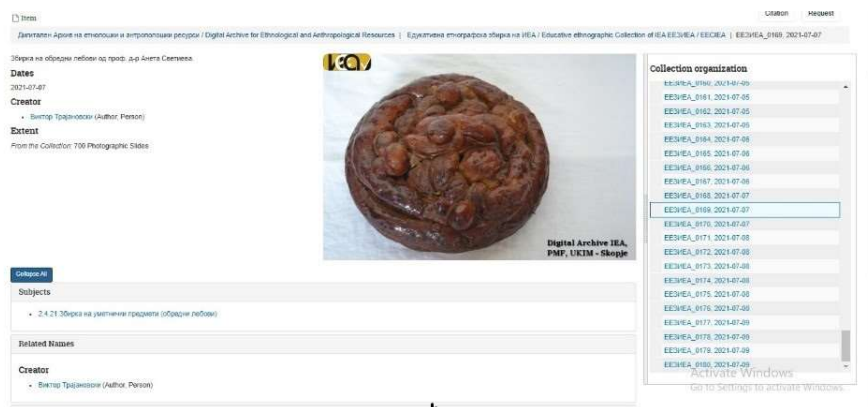 Item
Citation
Request
Дигитален Архив на етнолошки и антрополошки ресурси / Digital Archive for Ethnological and Anthropological Resources | Едукативна етнографска збирка на ИЕА / Educative ethnographic Collection of IEA ЕЕЗИЕА / EECIEA | ЕЕЗИЕА_0169, 2021-07-07
Збирка на обредни лебови од проф. д-р Анета Светиева.
Dates
2021-07-07
Creator
Виктор Трајановски (Author, Person)
Extent
From the Collection: 709 Photographic Slides
IEA
Digital Archive IEA,
PMF, UKIM - Skopje
Collapse All
Subjects
2.4.21 Збирка на уметнички предмети (обредни лебови)
Related Names
Creator
Виктор Трајановски (Author, Person)
Collection organization
ЕЕЗИЕА_0160, 2021-07-05
ЕЕЗИЕА_0161, 2021-07-05
ЕЕЗИЕА_0162, 2021-07-05
ЕЕЗИЕА_0163, 2021-07-05
ЕЕЗИЕА_0164, 2021-07-06
ЕЕЗИЕА_0165, 2021-07-06
ЕЕЗИЕА_0166, 2021-07-06
ЕЕЗИЕА_0167, 2021-07-06
ЕЕЗИЕА_0168, 2021-07-07
ЕЕЗИЕА_0169, 2021-07-07
ЕЕЗИЕА_0170, 2021-07-07
ЕЕЗИЕА_0171, 2021-07-08
ЕЕЗИЕА_0172, 2021-07-08
ЕЕЗИЕА_0173, 2021-07-08
ЕЕЗИЕА_0174, 2021-07-08
ЕЕЗИЕА_0175, 2021-07-08
ЕЕЗИЕА_0176, 2021-07-08
ЕЕЗИЕА_0177, 2021-07-09
ЕЕЗИЕА_0178, 2021-07-09
ЕЕЗИЕА_0179, 2021-07-09
ЕЕЗИЕА_0180, 2021-07-09
Activate Windows
Go to Settings to activate Windows.